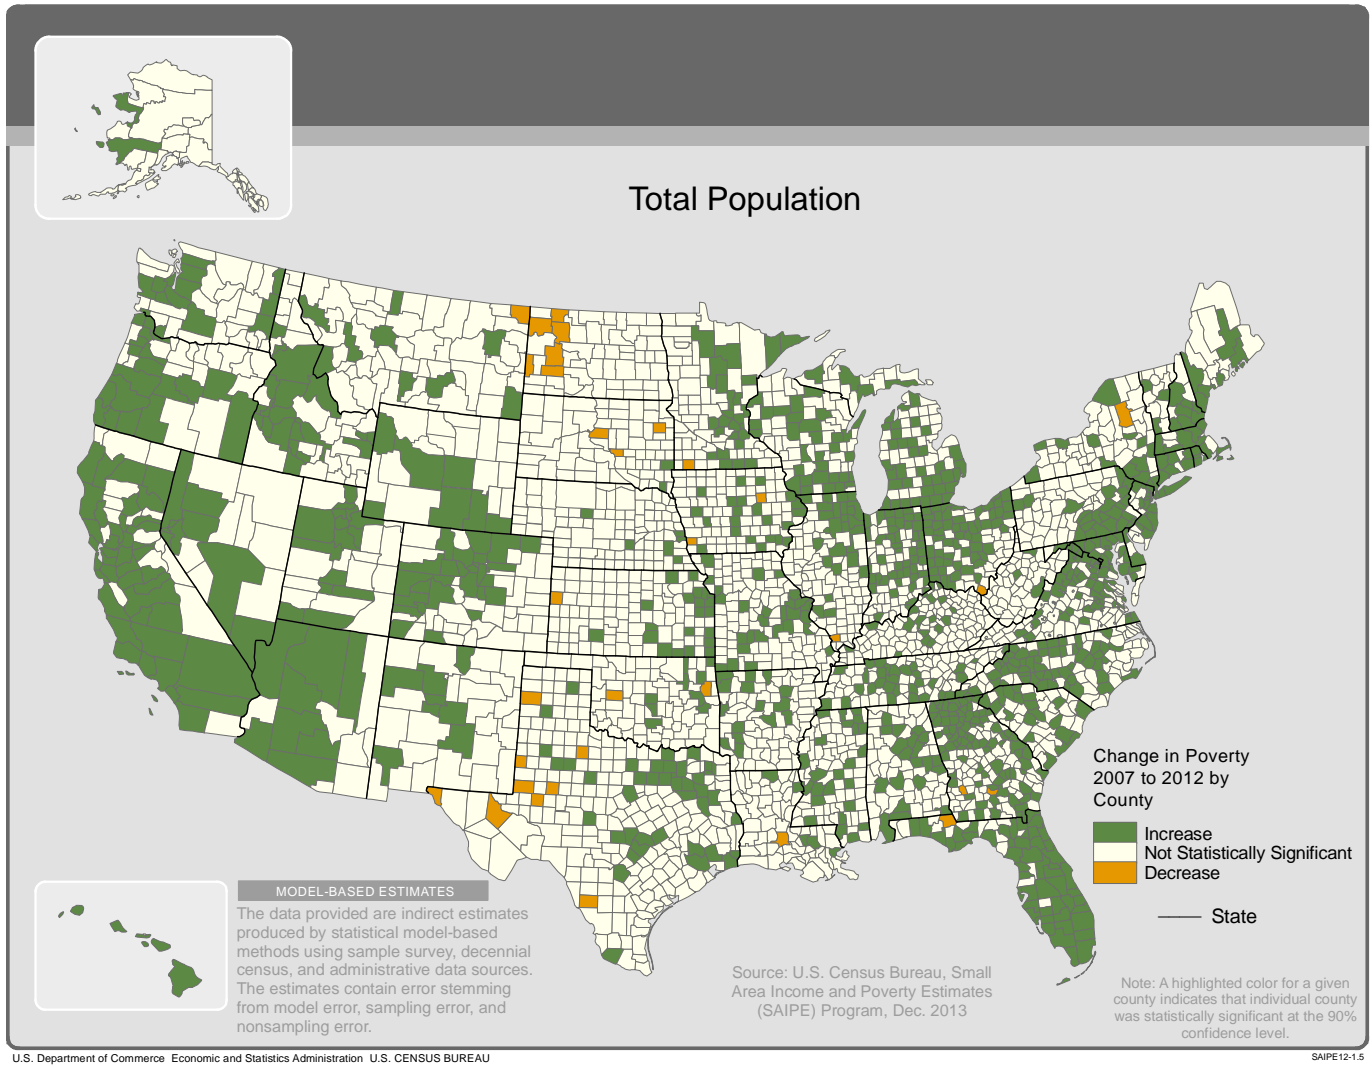 Total Population
Change in Poverty
2007 to 2012 by
County
Increase
Not Statistically Significant
Decrease
State
MODEL-BASED ESTIMATES
The data provided are indirect estimates
produced by statistical model-based
methods using sample survey, decennial
census, and administrative data sources.
The estimates contain error stemming
from model error, sampling error, and
nonsampling error.
Source: U.S. Census Bureau, Small
Area Income and Poverty Estimates
(SAIPE) Program, Dec. 2013
Note: A highlighted color for a given
county indicates that individual county
was statistically significant at the 90%
confidence level.
U.S. Department of Commerce Economic and Statistics Administration U.S. CENSUS BUREAU
SAIPE12-1.5